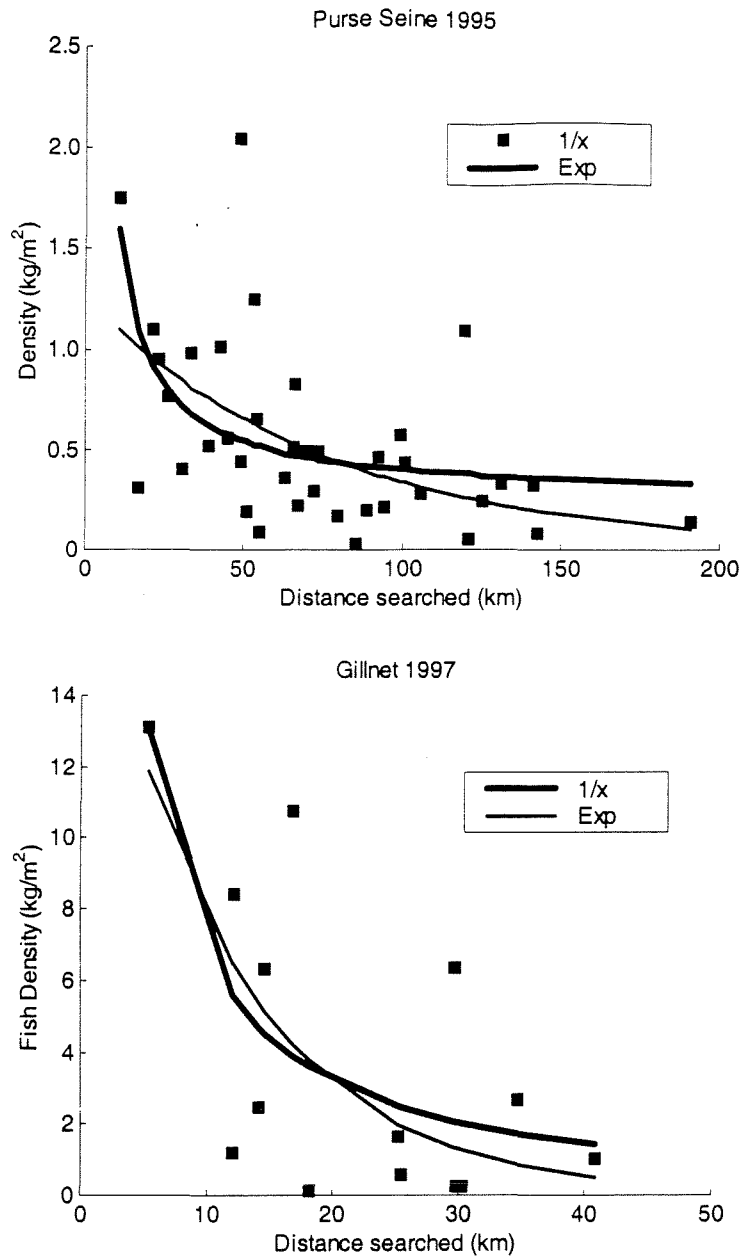 Purse Seine 1995
2.5
2.0
1.5
1.0
0.5
0
Density (kg/m²)
1/x
Exp
0 50 100 150 200
Distance searched (km)
Gillnet 1997
14
12
10
8
6
4
2
0
Fish Density (kg/m²)
1/x
Exp
0 10 20 30 40 50
Distance searched (km)